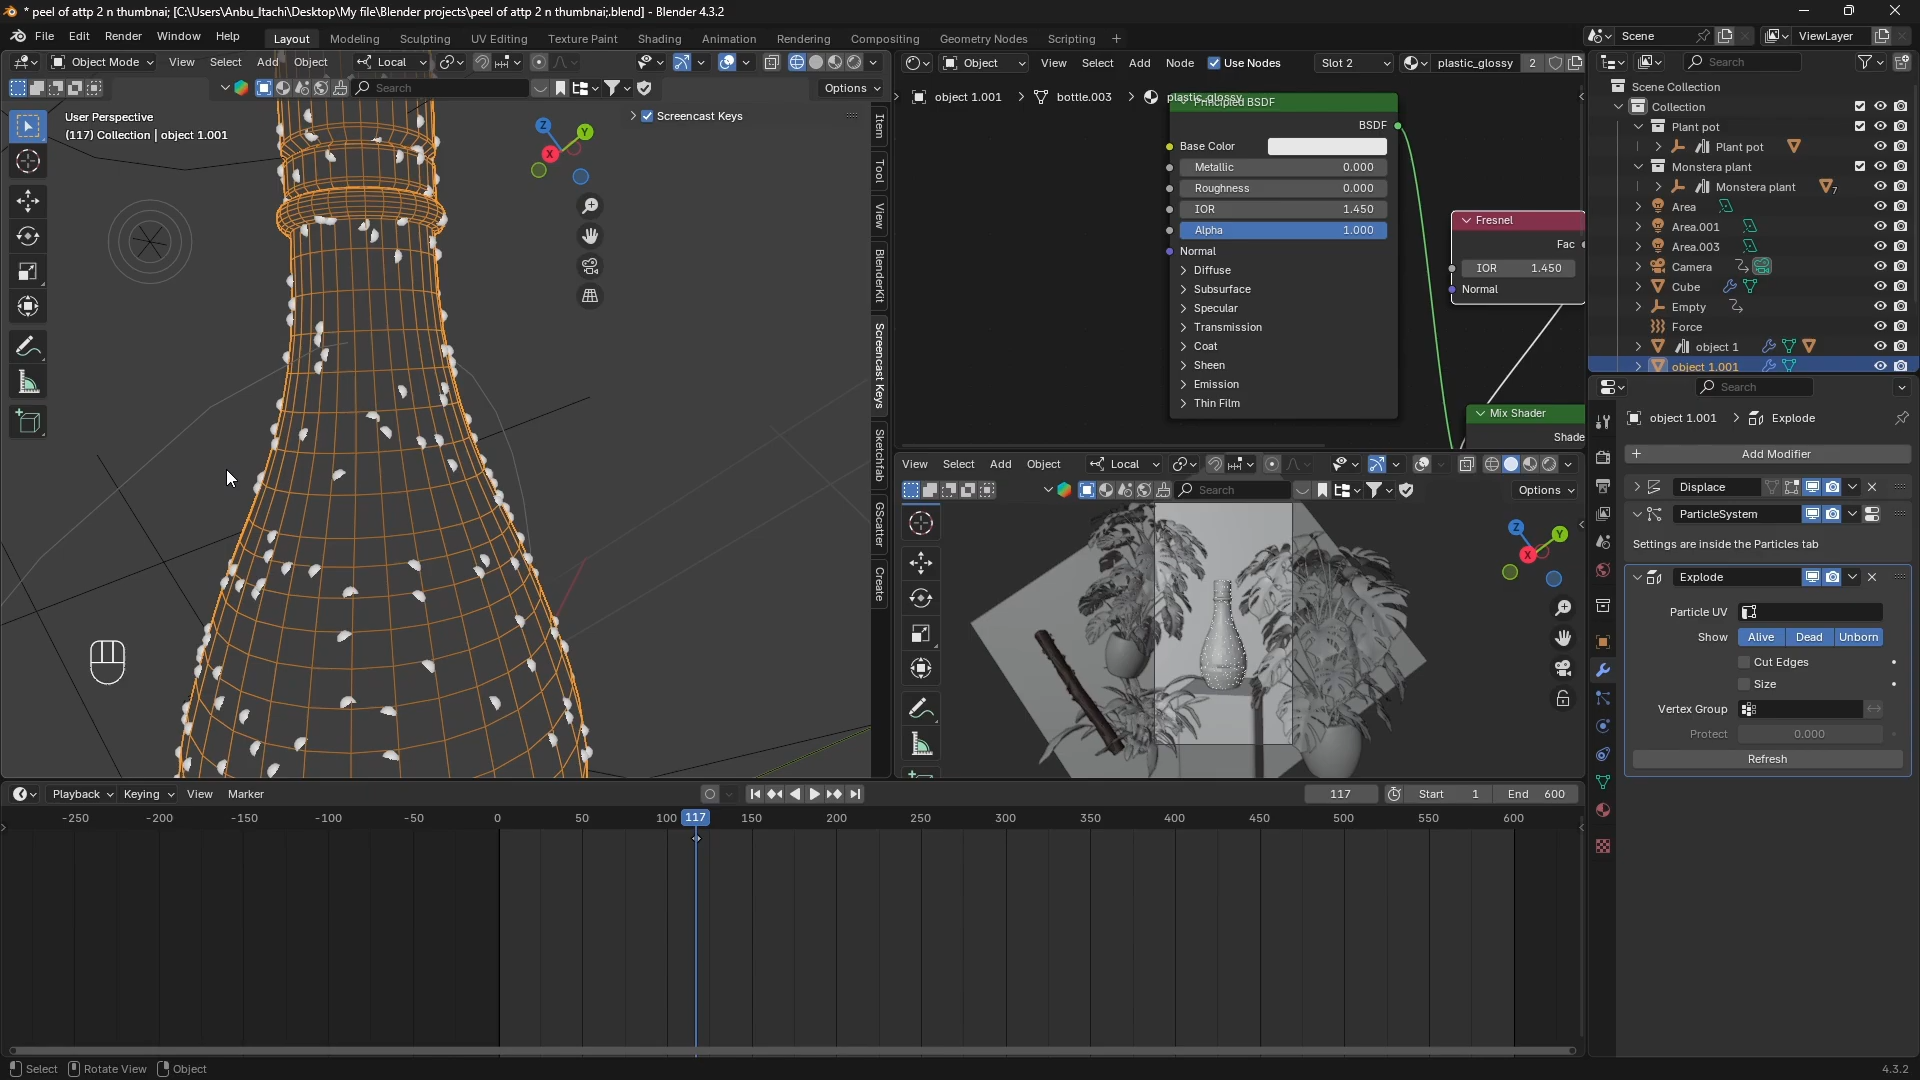 * peel of attp 2 n thumbnai; [C:\Users\Anbu_Itachi\Desktop\My file\Blender projects\peel of attp 2 n thumbnai;.blend] - Blender 4.3.2
File Edit Render Window Help Layout Modeling Sculpting UV Editing Texture Paint Shading Animation Rendering Compositing Geometry Nodes Scripting + Scene ViewLayer
Object Mode View Select Add Object Local
Object View Select Add Node Use Nodes Slot 2 plastic_glossy 2
Search
Search Options
object 1.001 bottle.003 plastic_glossy
User Perspective
(117) Collection | object 1.001
Screencast Keys
Z Y X
Item
Tool
View
BlenderKit
Screencast Keys
Sketchfab
GScatter
Create
Principled BSDF
BSDF
Base Color
Metallic 0.000
Roughness 0.000
IOR 1.450
Alpha 1.000
Normal
Diffuse
Subsurface
Specular
Transmission
Coat
Sheen
Emission
Thin Film
Fresnel
Fac
IOR 1.450
Normal
Mix Shader
Shade
Scene Collection
Collection
Plant pot
Plant pot
Monstera plant
Monstera plant 7
Area
Area.001
Area.003
Camera
Cube
Empty
Force
object 1
object 1.001
View Select Add Object Local
Search Options
Z Y X
Search
object 1.001 Explode
+ Add Modifier
Displace
ParticleSystem
Settings are inside the Particles tab
Explode
Particle UV
Show Alive Dead Unborn
Cut Edges
Size
Vertex Group
Protect 0.000
Refresh
Playback Keying View Marker 117 Start 1 End 600
-250 -200 -150 -100 -50 0 50 100 117 150 200 250 300 350 400 450 500 550 600
Select Rotate View Object 4.3.2